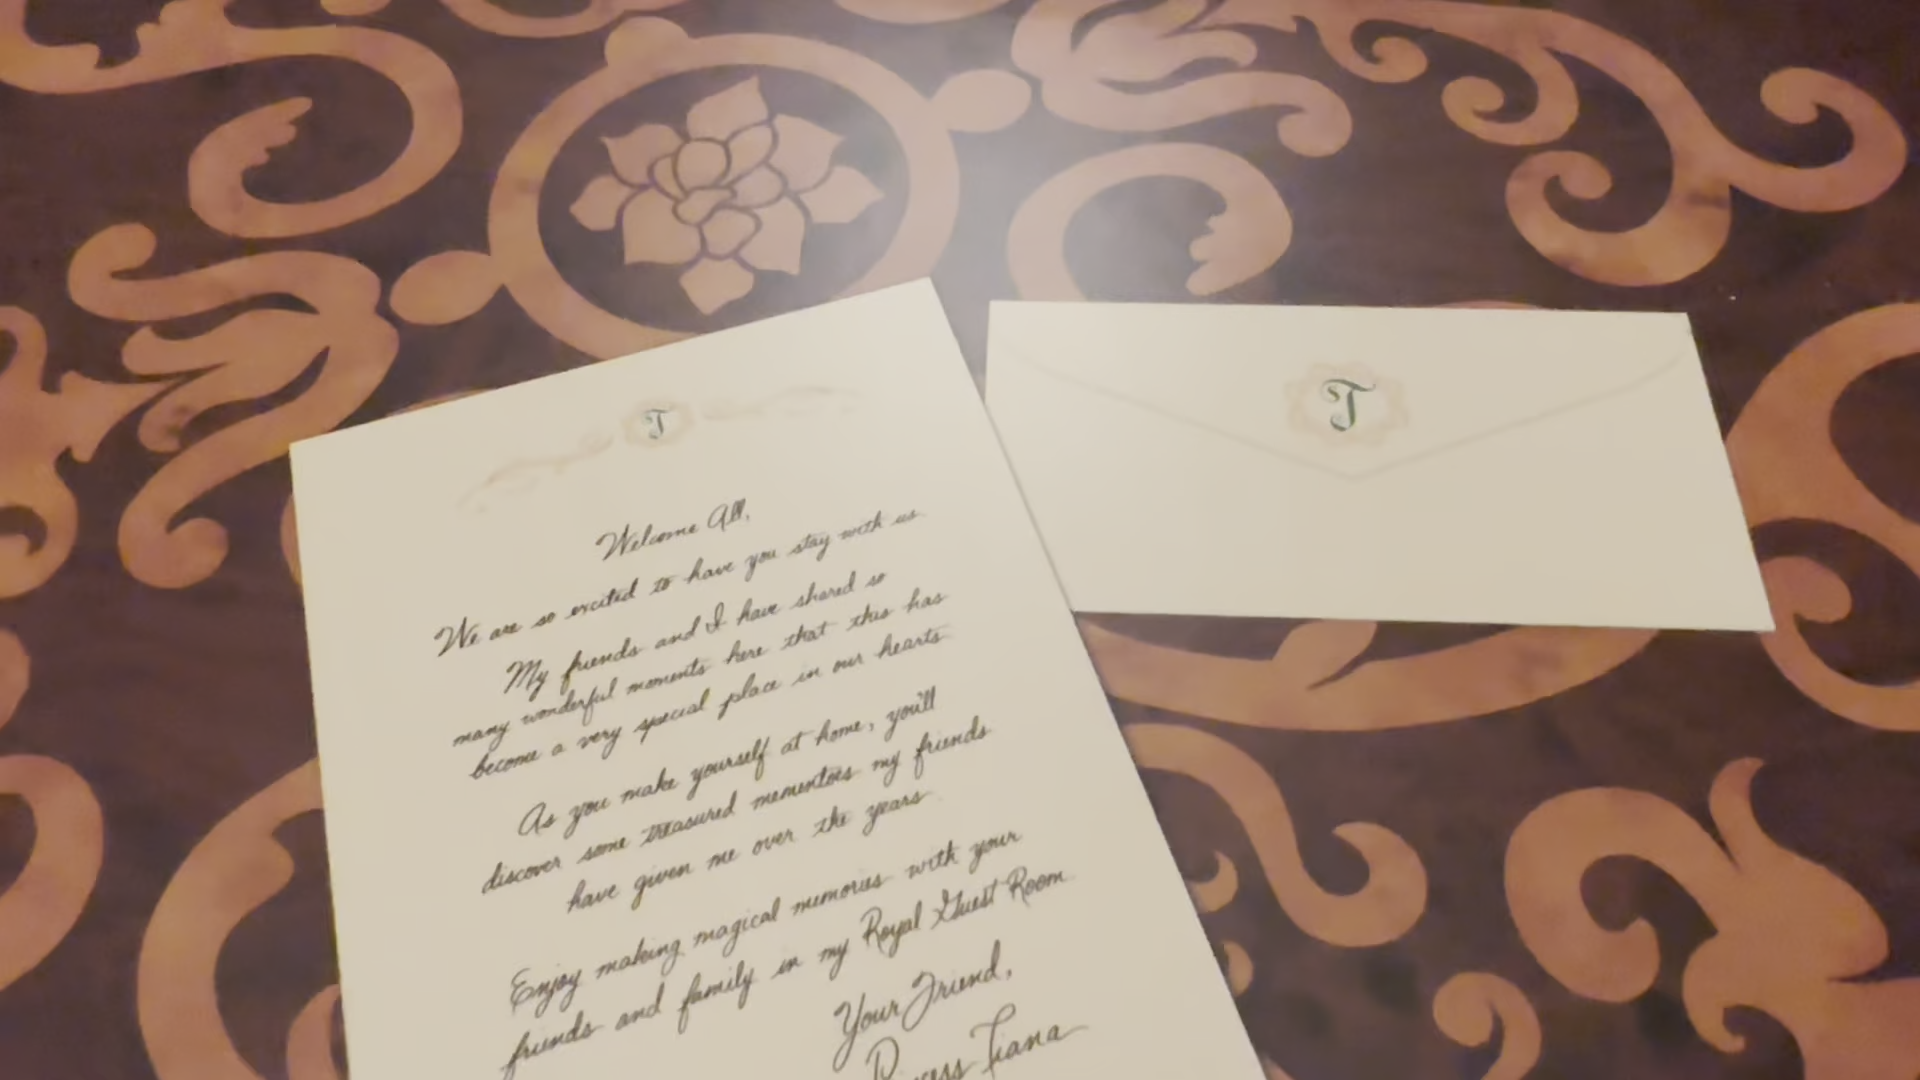 T
T
Welcome All,
We are so excited to have you stay with us
My friends and I have shared so
many wonderful moments here that this has
become a very special place in our hearts
As you make yourself at home, you'll
discover some treasured mementoes my friends
have given me over the years.
Enjoy making magical memories with your
friends and family in my Royal Guest Room
Your Friend,
Princess Tiana